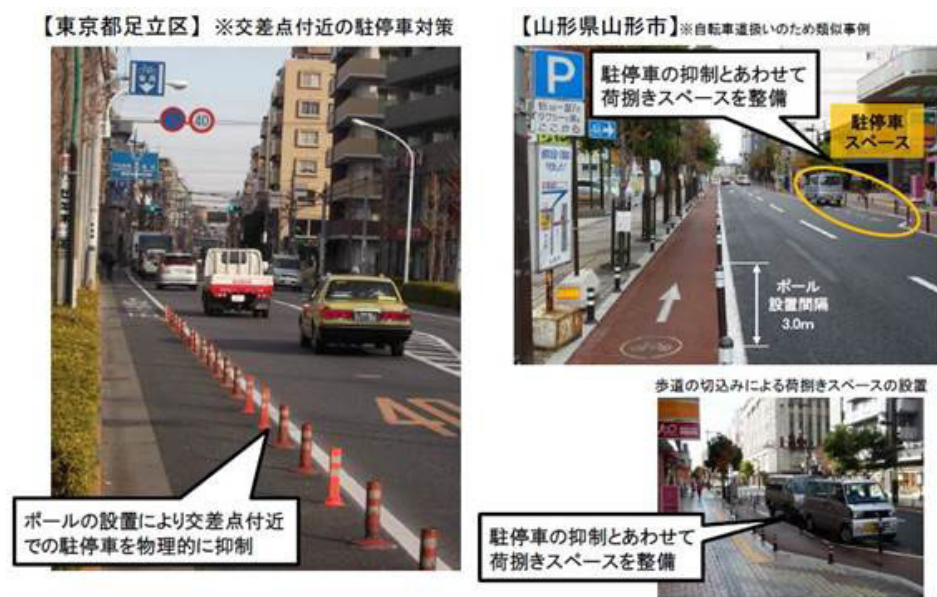 【東京都足立区】 ※交差点付近の駐停車対策
40
40
ポールの設置により交差点付近
での駐停車を物理的に抑制
【山形県山形市】※自転車道扱いのため類似事例
駐停車の抑制とあわせて
荷捌きスペースを整備
P
駐停車
スペース
ポール
設置間隔
3.0m
歩道の切込みによる荷捌きスペースの設置
駐停車の抑制とあわせて
荷捌きスペースを整備